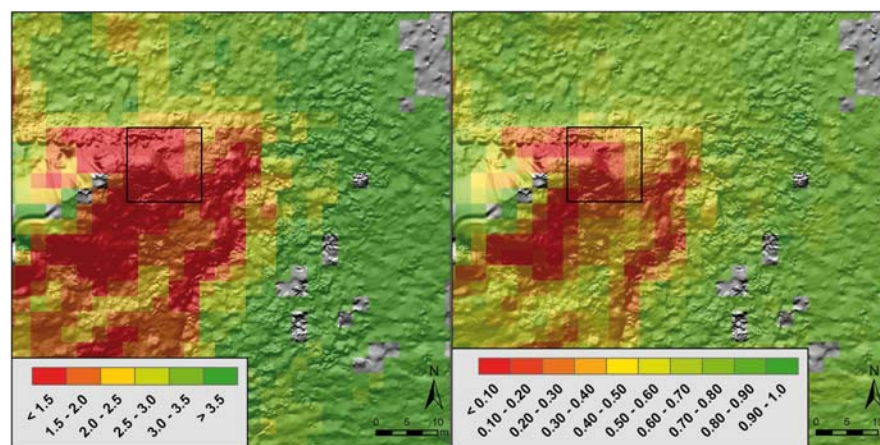 < 1.5
1.5 - 2.0
2.0 - 2.5
2.5 - 3.0
3.0 - 3.5
> 3.5
N
0 5 10
m
< 0.10
0.10 - 0.20
0.20 - 0.30
0.30 - 0.40
0.40 - 0.50
0.50 - 0.60
0.60 - 0.70
0.70 - 0.80
0.80 - 0.90
0.90 - 1.0
N
0 5 10
m